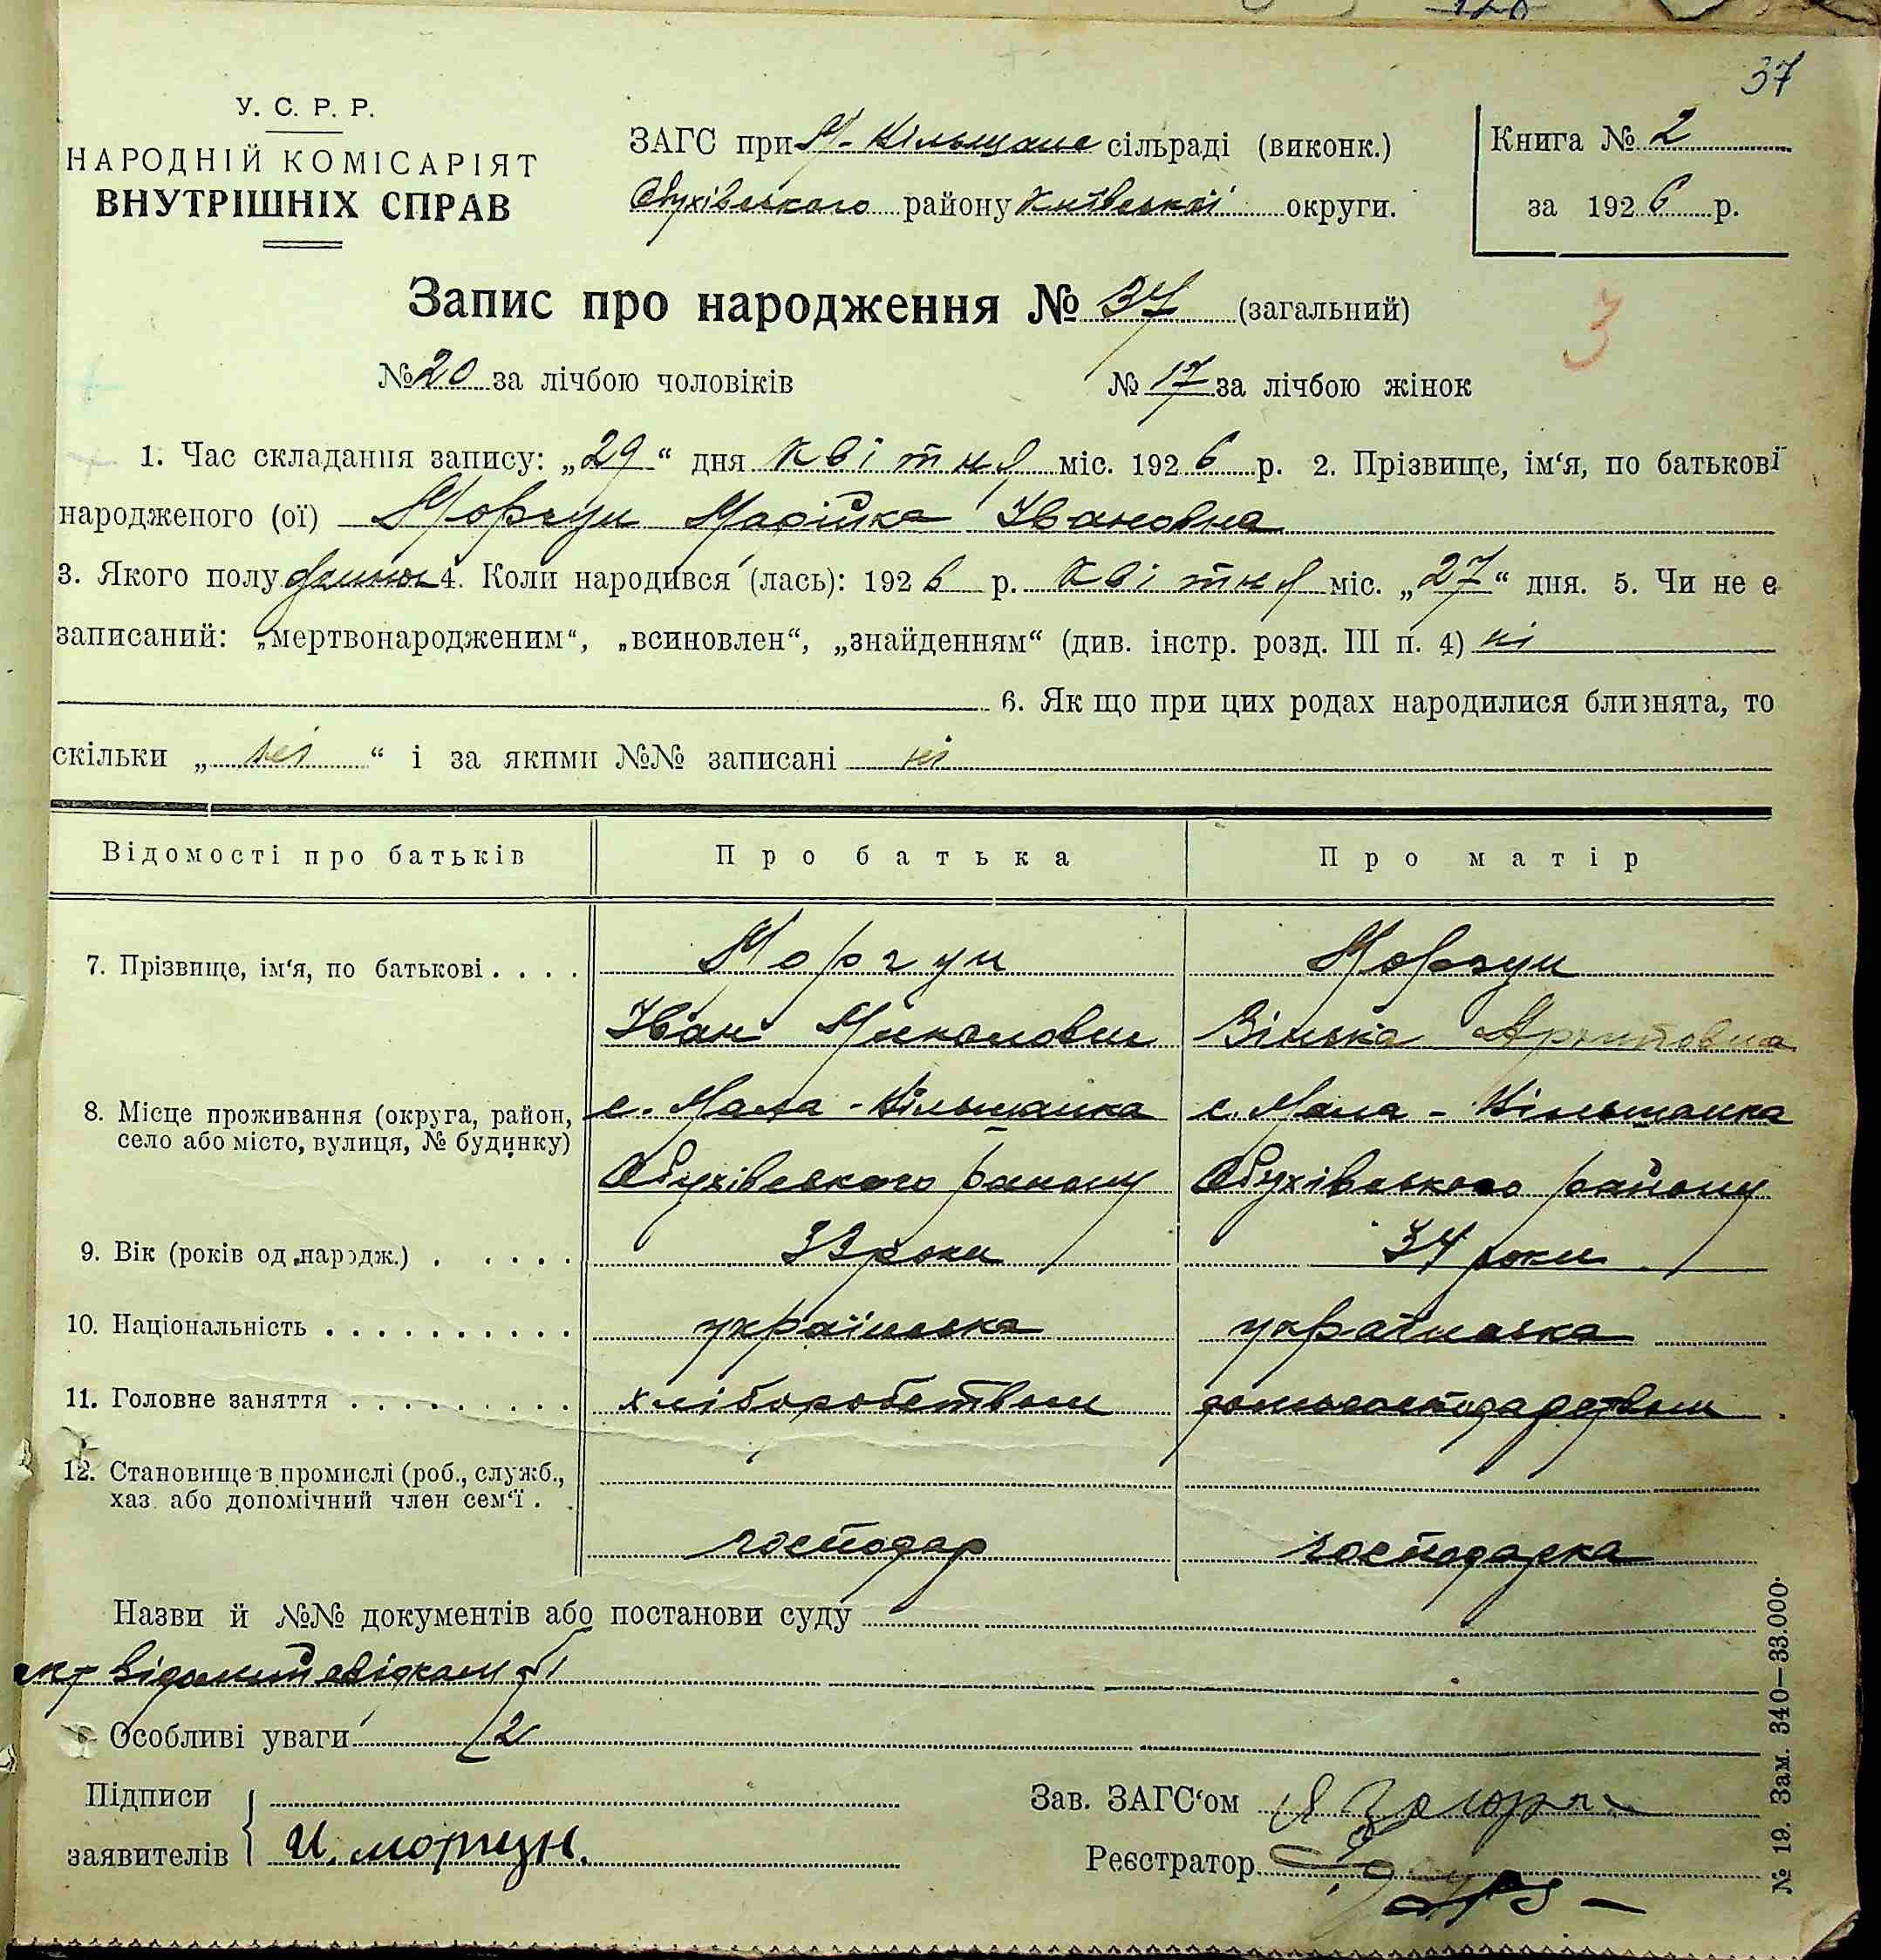 37
У. С. Р. Р.
НАРОДНІЙ КОМІСАРІЯТ
ВНУТРІШНІХ СПРАВ
ЗАГС при М-Вільшане сільраді (виконк.)
Обухівського району Київської округи.
Книга № 2
за 1926 р.
Запис про народження № 37 (загальний)
3
№ 20 за лічбою чоловіків № 17 за лічбою жінок
1. Час складання запису: „29“ дня квітня міс. 1926 р. 2. Прізвище, ім‘я, по батькові
народженого (ої) Моргун Марійка Івановна
3. Якого полу 4. Коли народився (лась): 1926 р. квітня міс. „27“ дня. 5. Чи не є
записаний: „мертвонародженим“, „всиновлен“, „знайденням“ (див. інстр. розд. III п. 4) ні
6. Як що при цих родах народилися близнята, то
скільки „ні“ і за якими №№ записані ні
Відомості про батьків Про батька Про матір
7. Прізвище, ім‘я, по батькові . . . . Моргун Моргун
Іван Миколович Зінька
8. Місце проживання (округа, район, с. Мала-Вільшанка с. Мала-Вільшанка
село або місто, вулиця, № будинку)
Обухівського району Обухівського району
9. Вік (років од народж.) . . . . . 33 роки 34 роки
10. Національність . . . . . . . . . . українська українська
11. Головне заняття . . . . . . . . . хліборобством домогосподарством
12. Становище в промислі (роб., служб.,
хаз. або допомічний член сем‘ї . .
господар господарка
Назви й №№ документів або постанови суду
Особливі уваги 2
Підписи
заявителів И. моргун.
Зав. ЗАГС‘ом
Реєстратор
№ 19. Зам. 340—33.000.